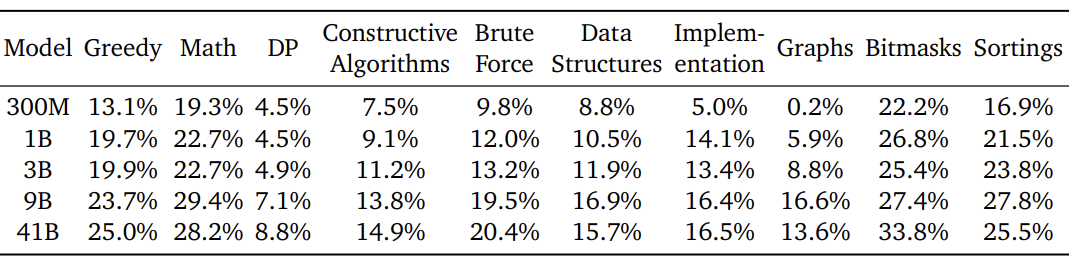 Model Greedy Math DP Constructive Algorithms Brute Force Data Structures Implem-entation Graphs Bitmasks Sortings
300M 13.1% 19.3% 4.5% 7.5% 9.8% 8.8% 5.0% 0.2% 22.2% 16.9%
1B 19.7% 22.7% 4.5% 9.1% 12.0% 10.5% 14.1% 5.9% 26.8% 21.5%
3B 19.9% 22.7% 4.9% 11.2% 13.2% 11.9% 13.4% 8.8% 25.4% 23.8%
9B 23.7% 29.4% 7.1% 13.8% 19.5% 16.9% 16.4% 16.6% 27.4% 27.8%
41B 25.0% 28.2% 8.8% 14.9% 20.4% 15.7% 16.5% 13.6% 33.8% 25.5%